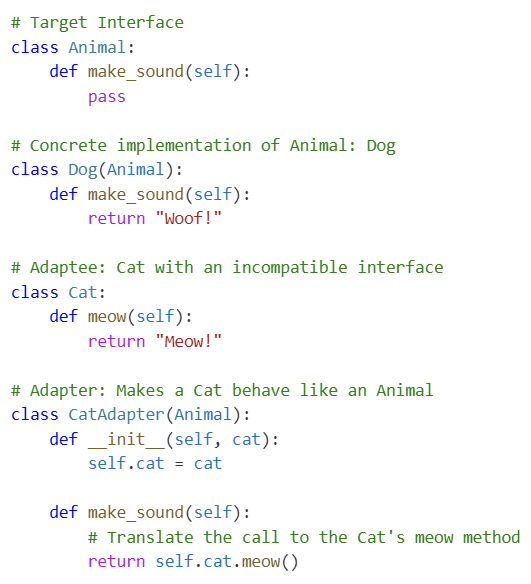 # Target Interface
class Animal:
    def make_sound(self):
        pass

# Concrete implementation of Animal: Dog
class Dog(Animal):
    def make_sound(self):
        return "Woof!"

# Adaptee: Cat with an incompatible interface
class Cat:
    def meow(self):
        return "Meow!"

# Adapter: Makes a Cat behave like an Animal
class CatAdapter(Animal):
    def __init__(self, cat):
        self.cat = cat

    def make_sound(self):
        # Translate the call to the Cat's meow method
        return self.cat.meow()